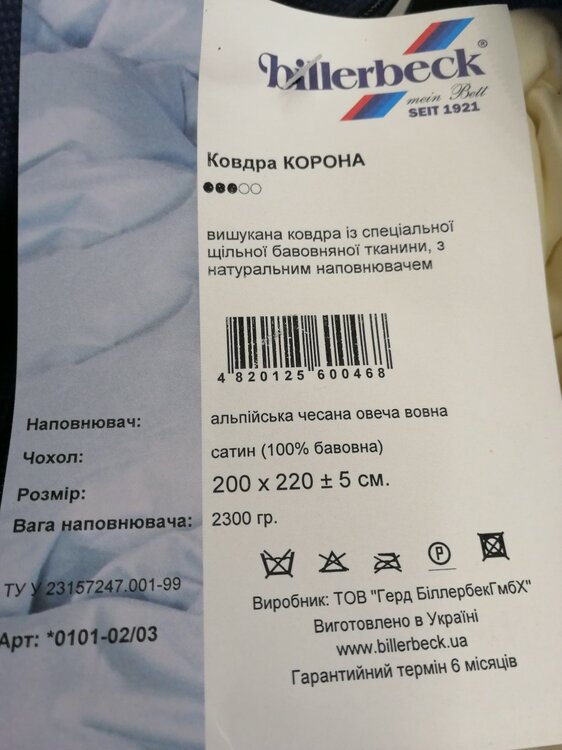 billerbeck®
mein Bett
SEIT 1921
Ковдра КОРОНА
вишукана ковдра із спеціальної
щільної бавовняної тканини, з
натуральним наповнювачем
4 820125 600468
Наповнювач: альпійська чесана овеча вовна
Чохол: сатин (100% бавовна)
Розмір: 200 х 220 ± 5 см.
Вага наповнювача: 2300 гр.
P
ТУ У 23157247.001-99
Виробник: ТОВ "Герд БіллербекГмбХ"
Арт: *0101-02/03
Виготовлено в Україні
www.billerbeck.ua
Гарантійний термін 6 місяців